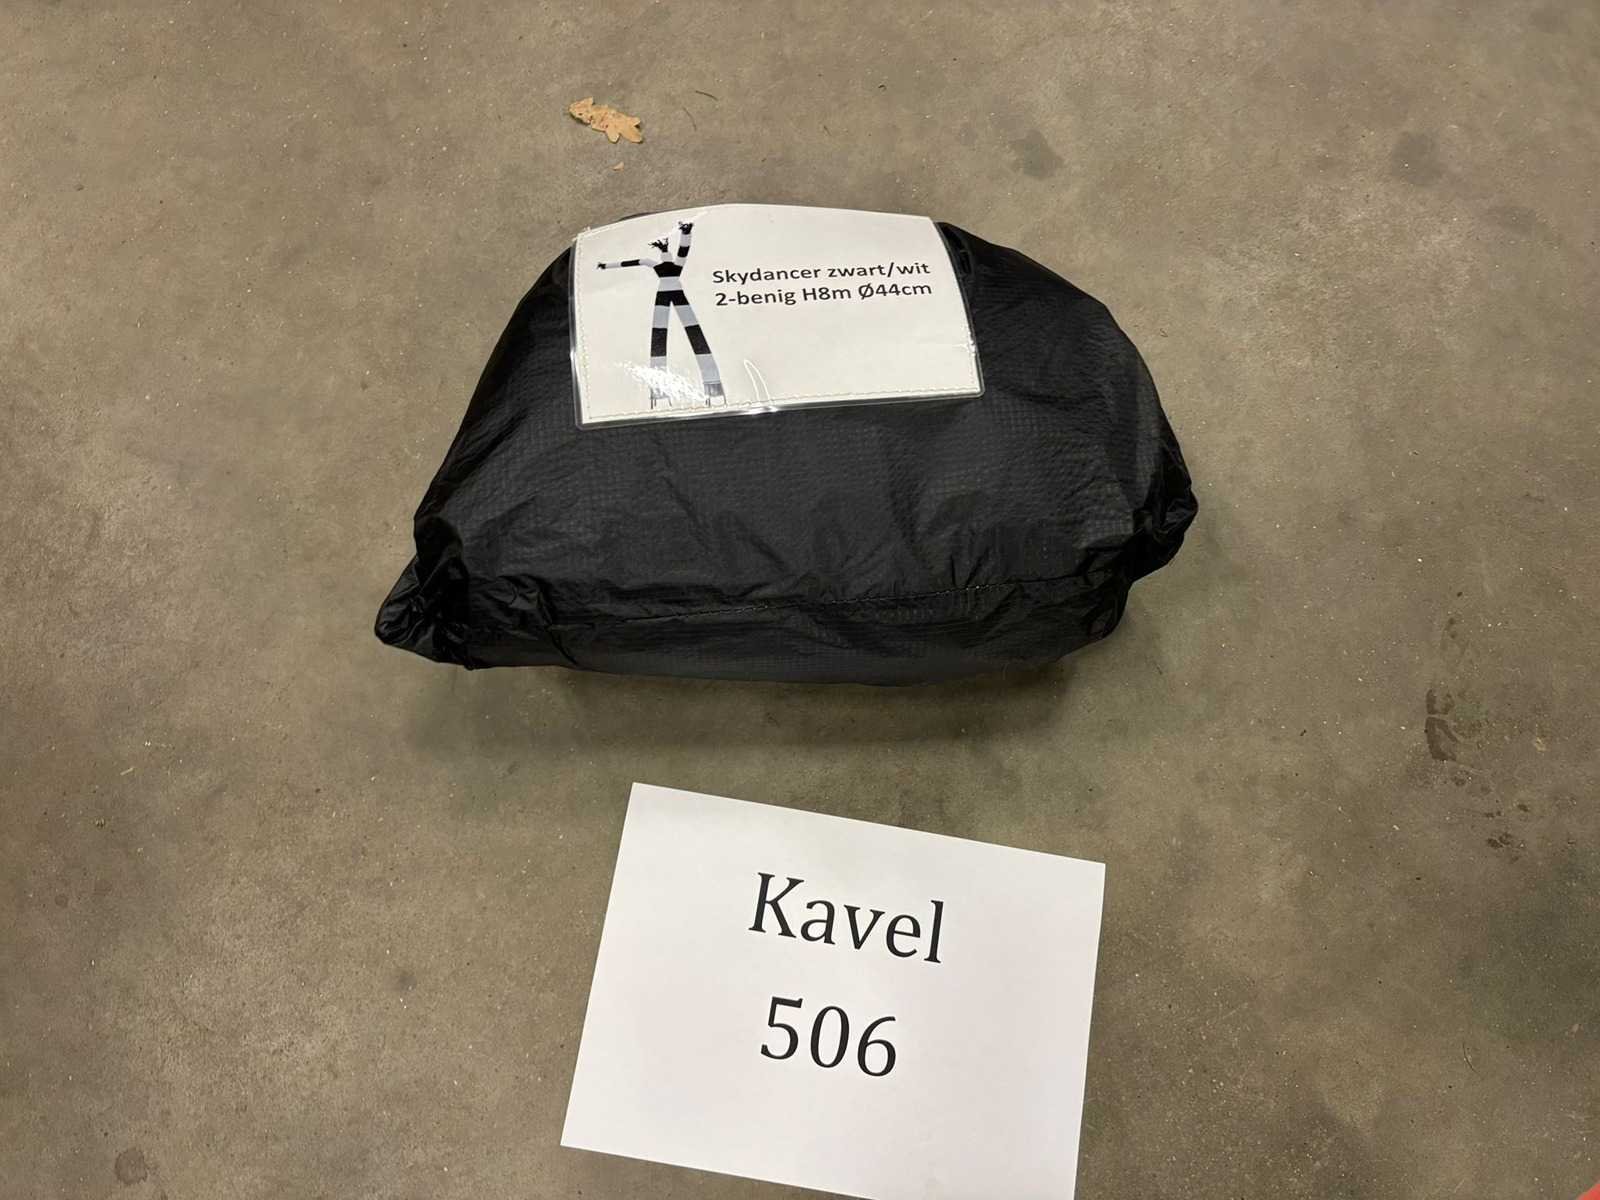 Skydancer zwart/wit
2-benig H8m Ø44cm
Kavel
506